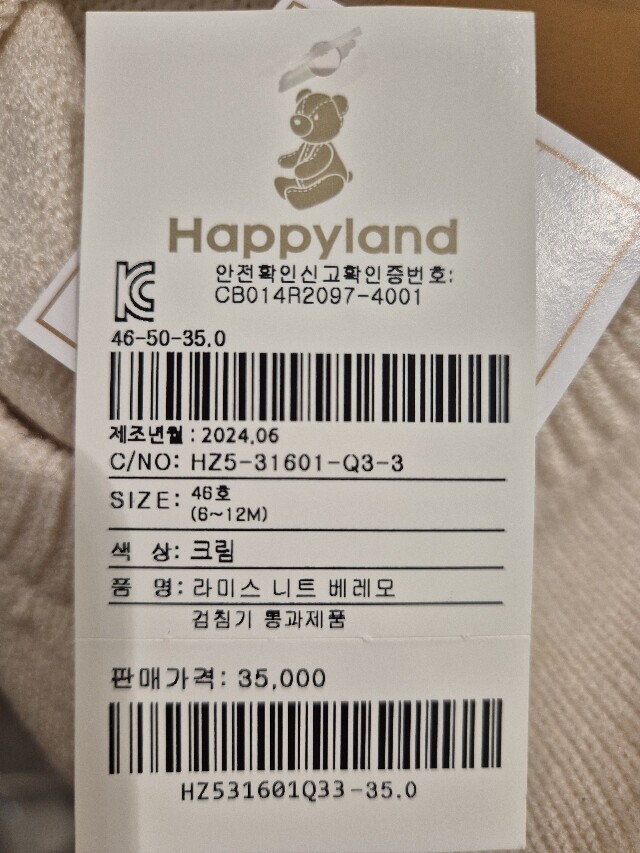 Happyland
안전확인신고확인증번호:
CB014R2097-4001
46-50-35.0
제조년월 : 2024.06
C/NO: HZ5-31601-Q3-3
SIZE: 46호
(6~12M)
색 상: 크림
품 명: 라미스 니트 베레모
검침기 통과제품
판매가격: 35,000
HZ531601Q33-35.0